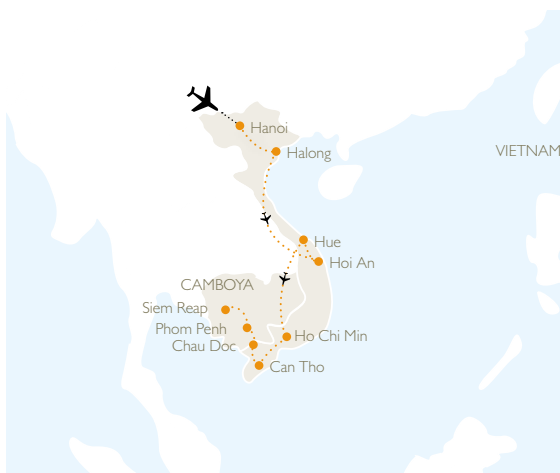 Hanoi
Halong
VIETNAM
Hue
Hoi An
CAMBOYA
Siem Reap
Phom Penh
Ho Chi Min
Chau Doc
Can Tho